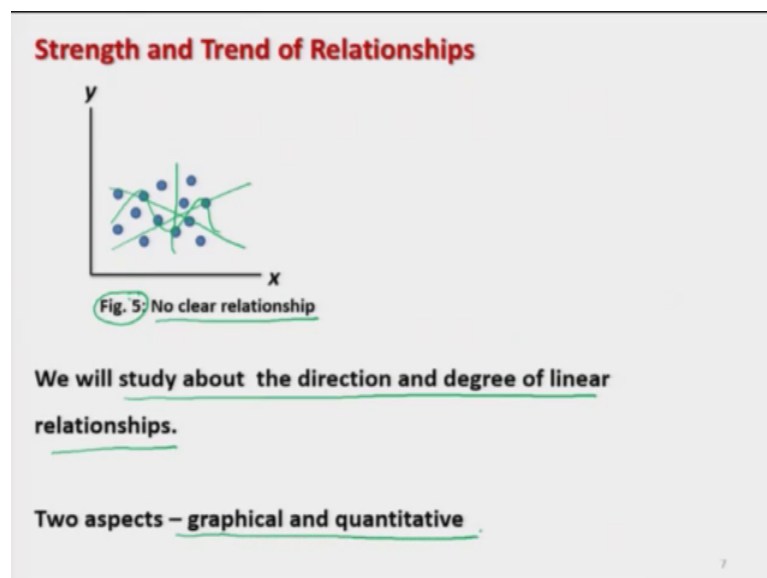 Strength and Trend of Relationships
y
x
Fig. 5: No clear relationship
We will study about the direction and degree of linear
relationships.
Two aspects – graphical and quantitative
7